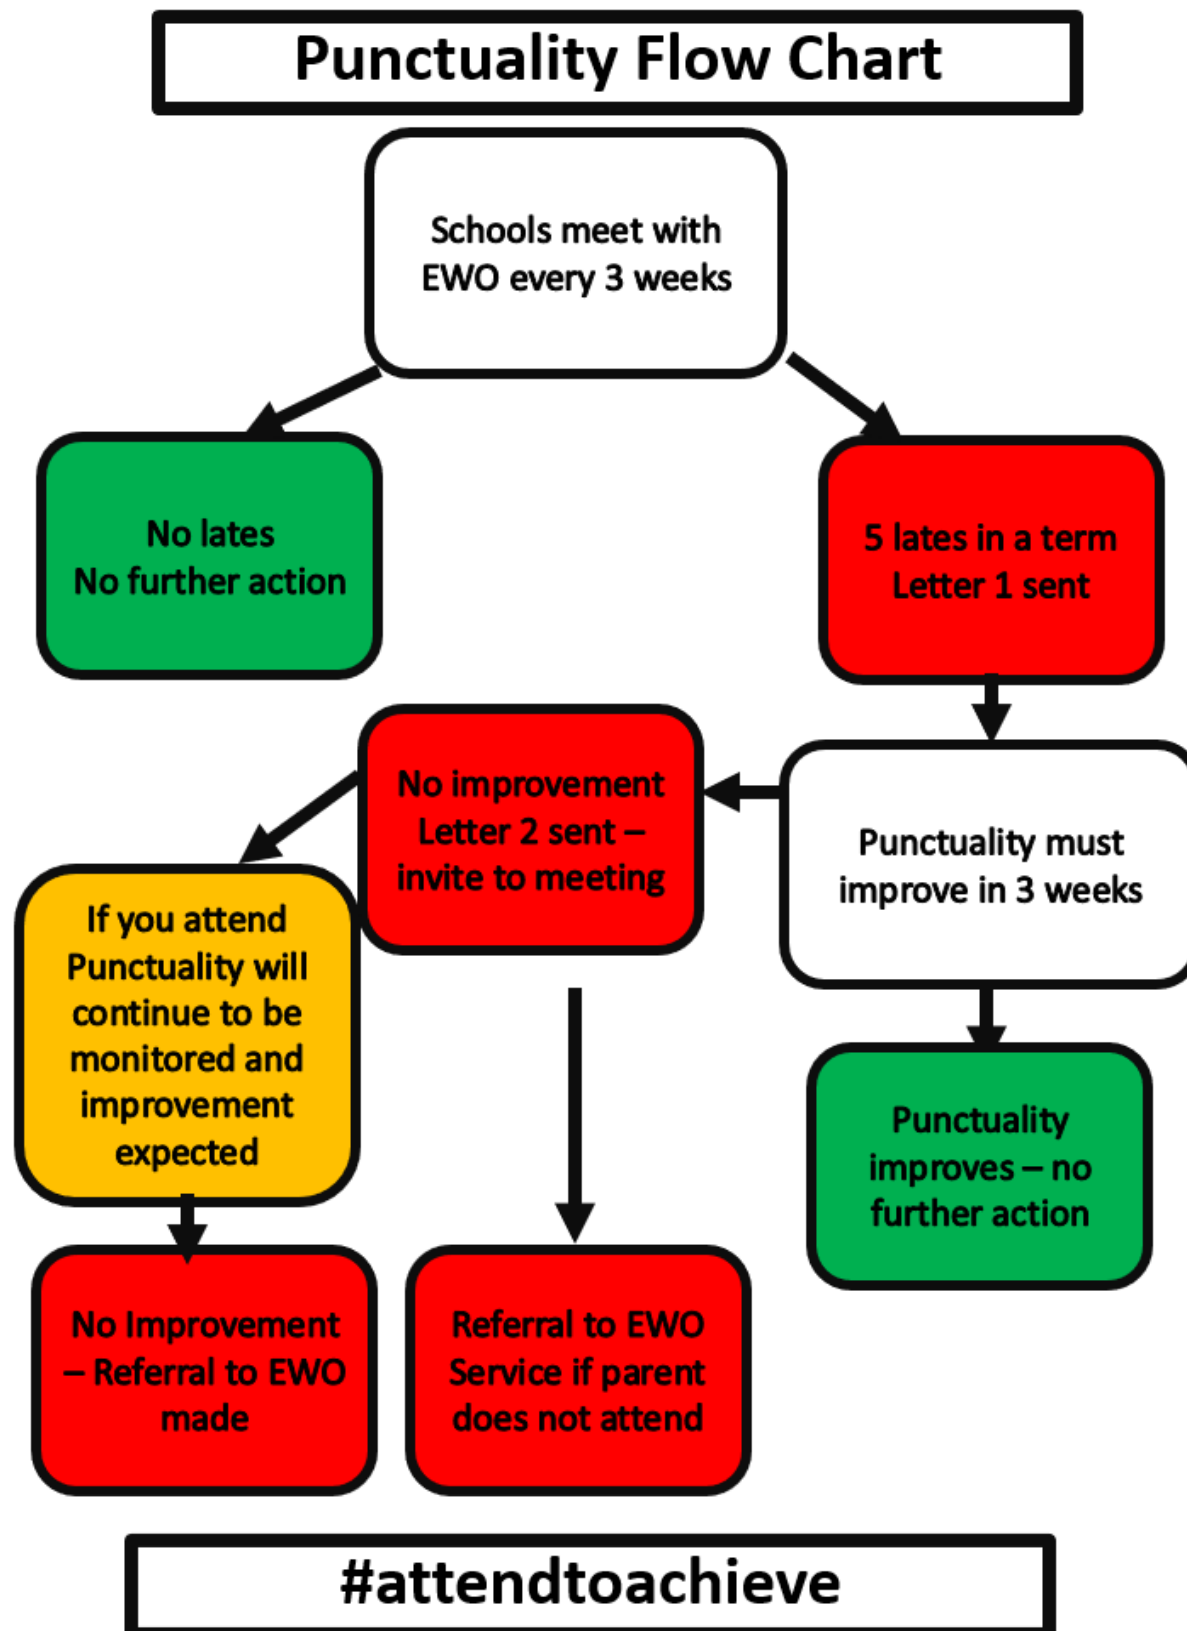 Punctuality Flow Chart
Schools meet with
EWO every 3 weeks
No lates
No further action
5 lates in a term
Letter 1 sent
No improvement
Letter 2 sent –
invite to meeting
Punctuality must
improve in 3 weeks
If you attend
Punctuality will
continue to be
monitored and
improvement
expected
Punctuality
improves – no
further action
No Improvement
– Referral to EWO
made
Referral to EWO
Service if parent
does not attend
#attendtoachieve